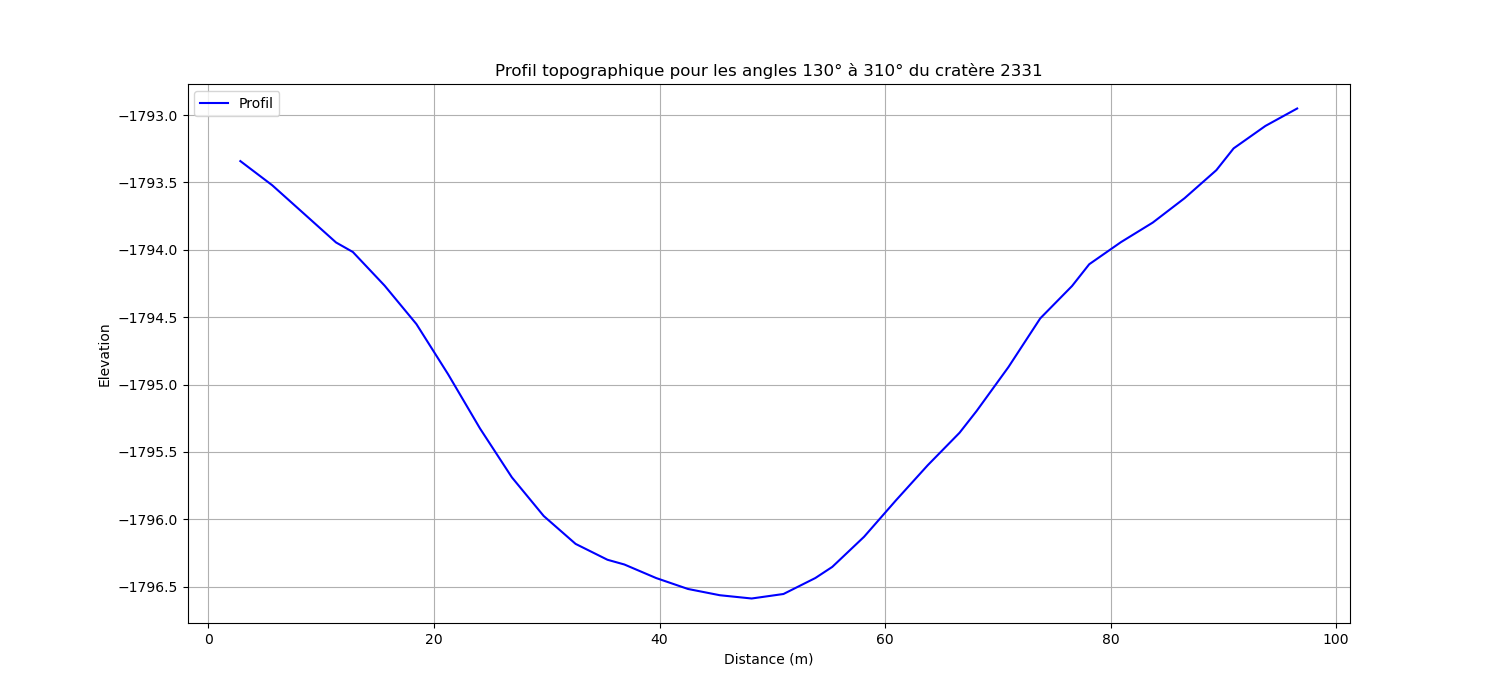 Profil topographique pour les angles 130° à 310° du cratère 2331
Profil
−1793.0
−1793.5
−1794.0
−1794.5
−1795.0
−1795.5
−1796.0
−1796.5
Elevation
0 20 40 60 80 100
Distance (m)